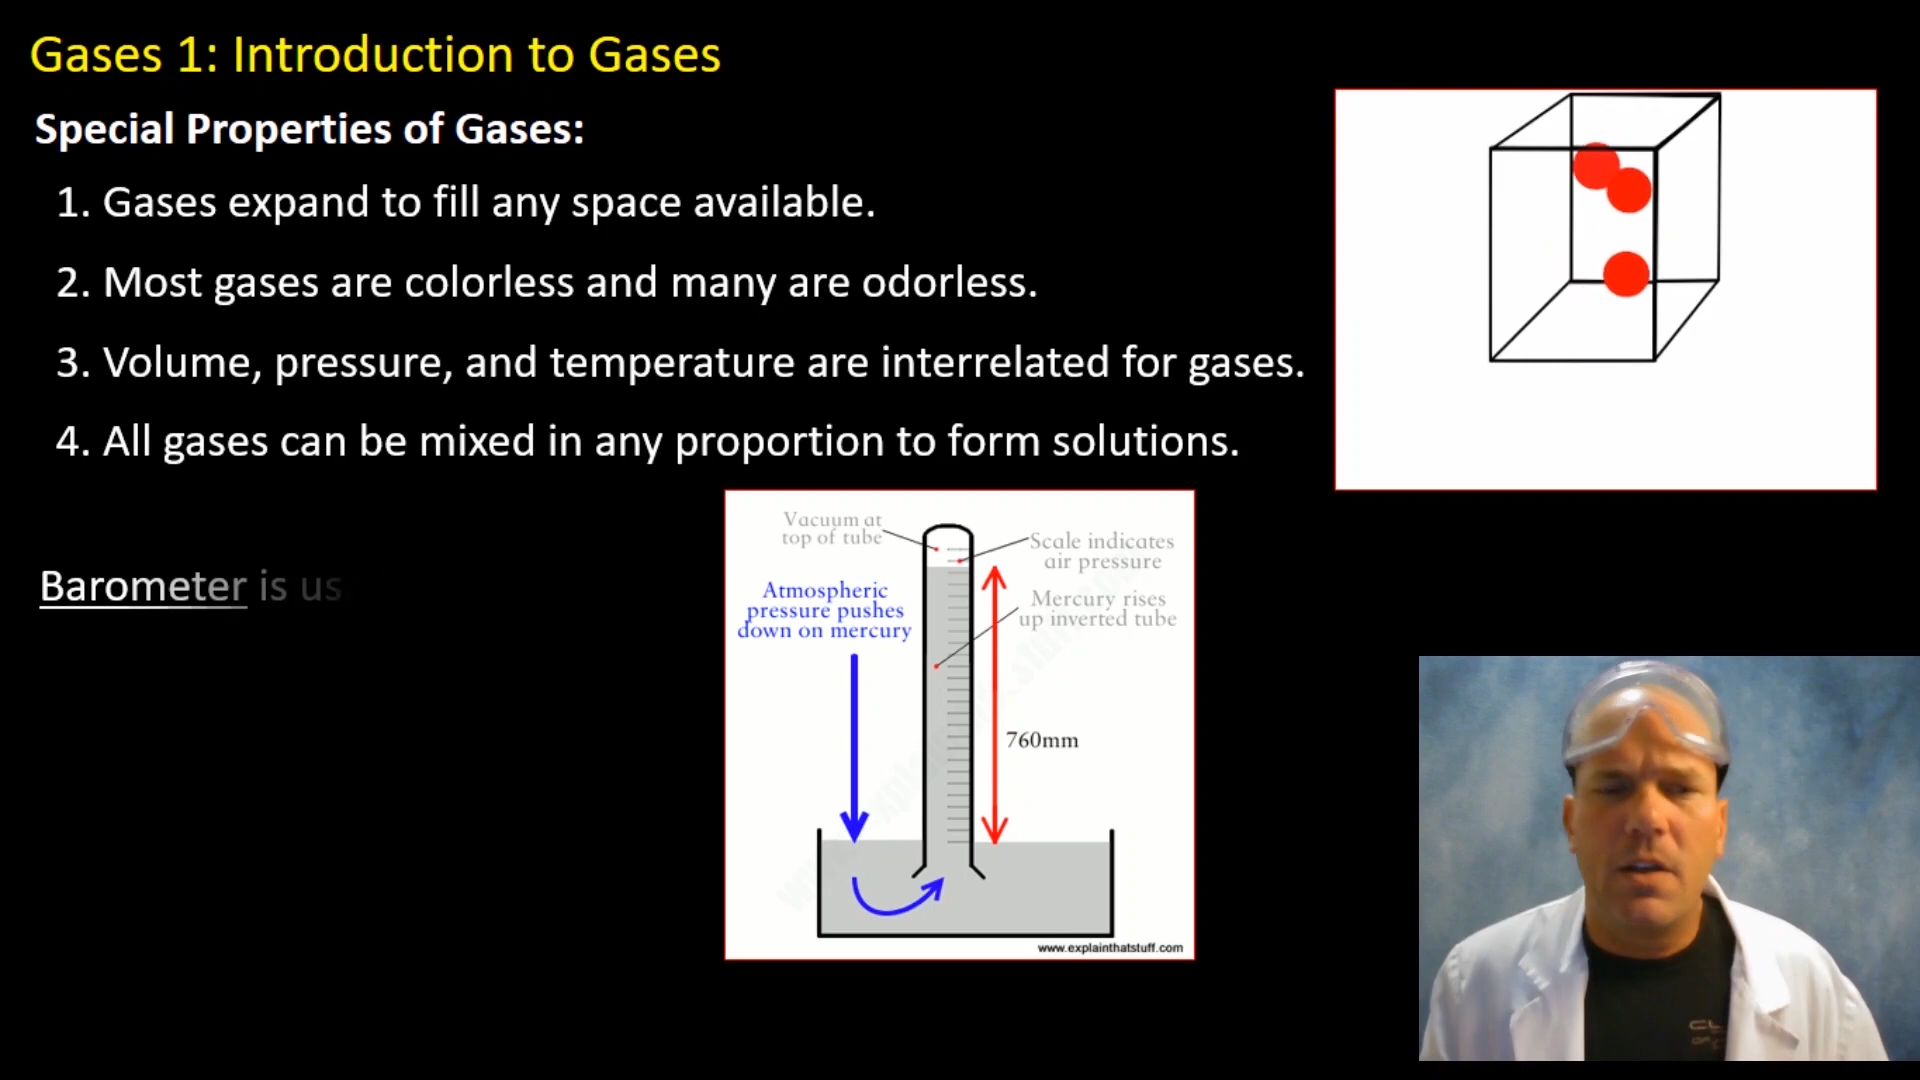 Gases 1: Introduction to Gases
Special Properties of Gases:
1. Gases expand to fill any space available.
2. Most gases are colorless and many are odorless.
3. Volume, pressure, and temperature are interrelated for gases.
4. All gases can be mixed in any proportion to form solutions.
Barometer is us
Vacuum at
top of tube
Scale indicates
air pressure
Atmospheric
pressure pushes
down on mercury
Mercury rises
up inverted tube
760mm
www.explainthatstuff.com